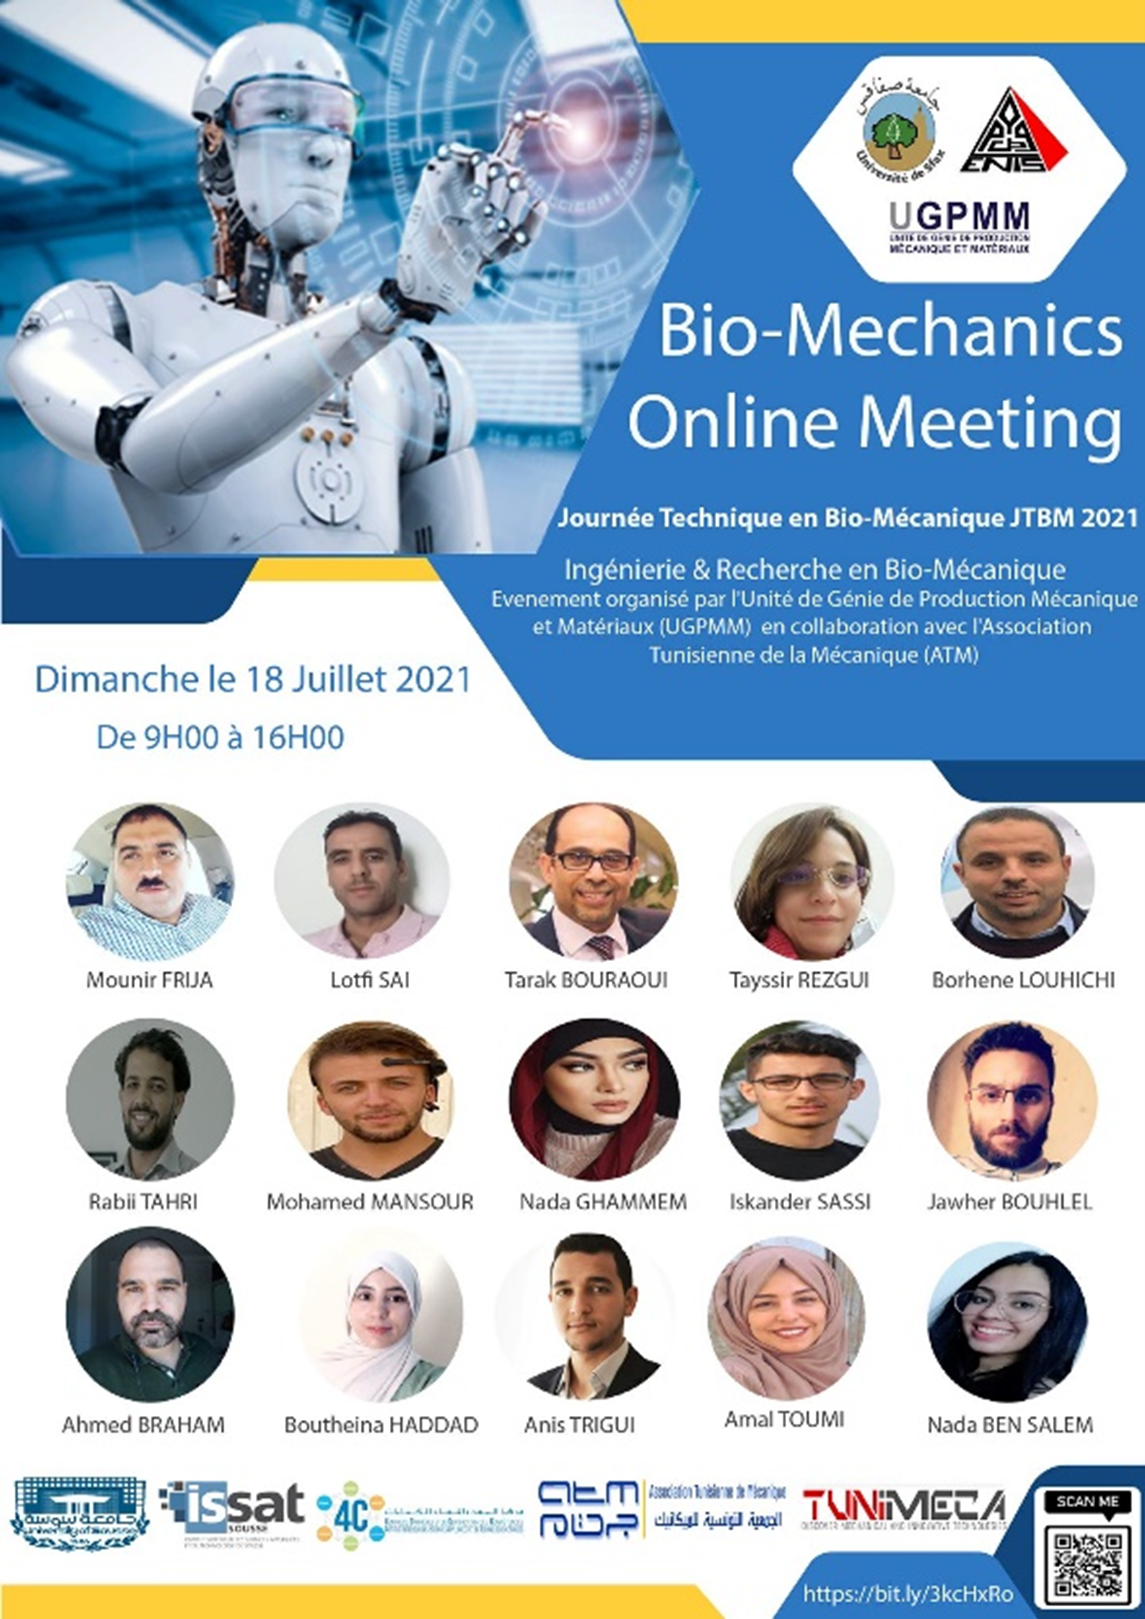 جامعة صفاقس
Université de Sfax
ENIS
UGPMM
UNITÉ DE GÉNIE DE PRODUCTION
MÉCANIQUE ET MATÉRIAUX
Bio-Mechanics
Online Meeting
Journée Technique en Bio-Mécanique JTBM 2021
Ingénierie & Recherche en Bio-Mécanique
Evenement organisé par l'Unité de Génie de Production Mécanique
et Matériaux (UGPMM) en collaboration avec l'Association
Tunisienne de la Mécanique (ATM)
Dimanche le 18 Juillet 2021
De 9H00 à 16H00
Mounir FRIJA
Lotfi SAI
Tarak BOURAOUI
Tayssir REZGUI
Borhene LOUHICHI
Rabii TAHRI
Mohamed MANSOUR
Nada GHAMMEM
Iskander SASSI
Jawher BOUHLEL
Ahmed BRAHAM
Boutheina HADDAD
Anis TRIGUI
Amal TOUMI
Nada BEN SALEM
جامعة سوسة
University of Sousse
issat
SOUSSE
4C
Association Tunisienne de Mécanique
الجمعية التونسية للميكانيك
TUNIMECA
DISCOVER MECHANICAL AND INNOVATIVE TECHNOLOGIES
SCAN ME
https://bit.ly/3kcHxRo